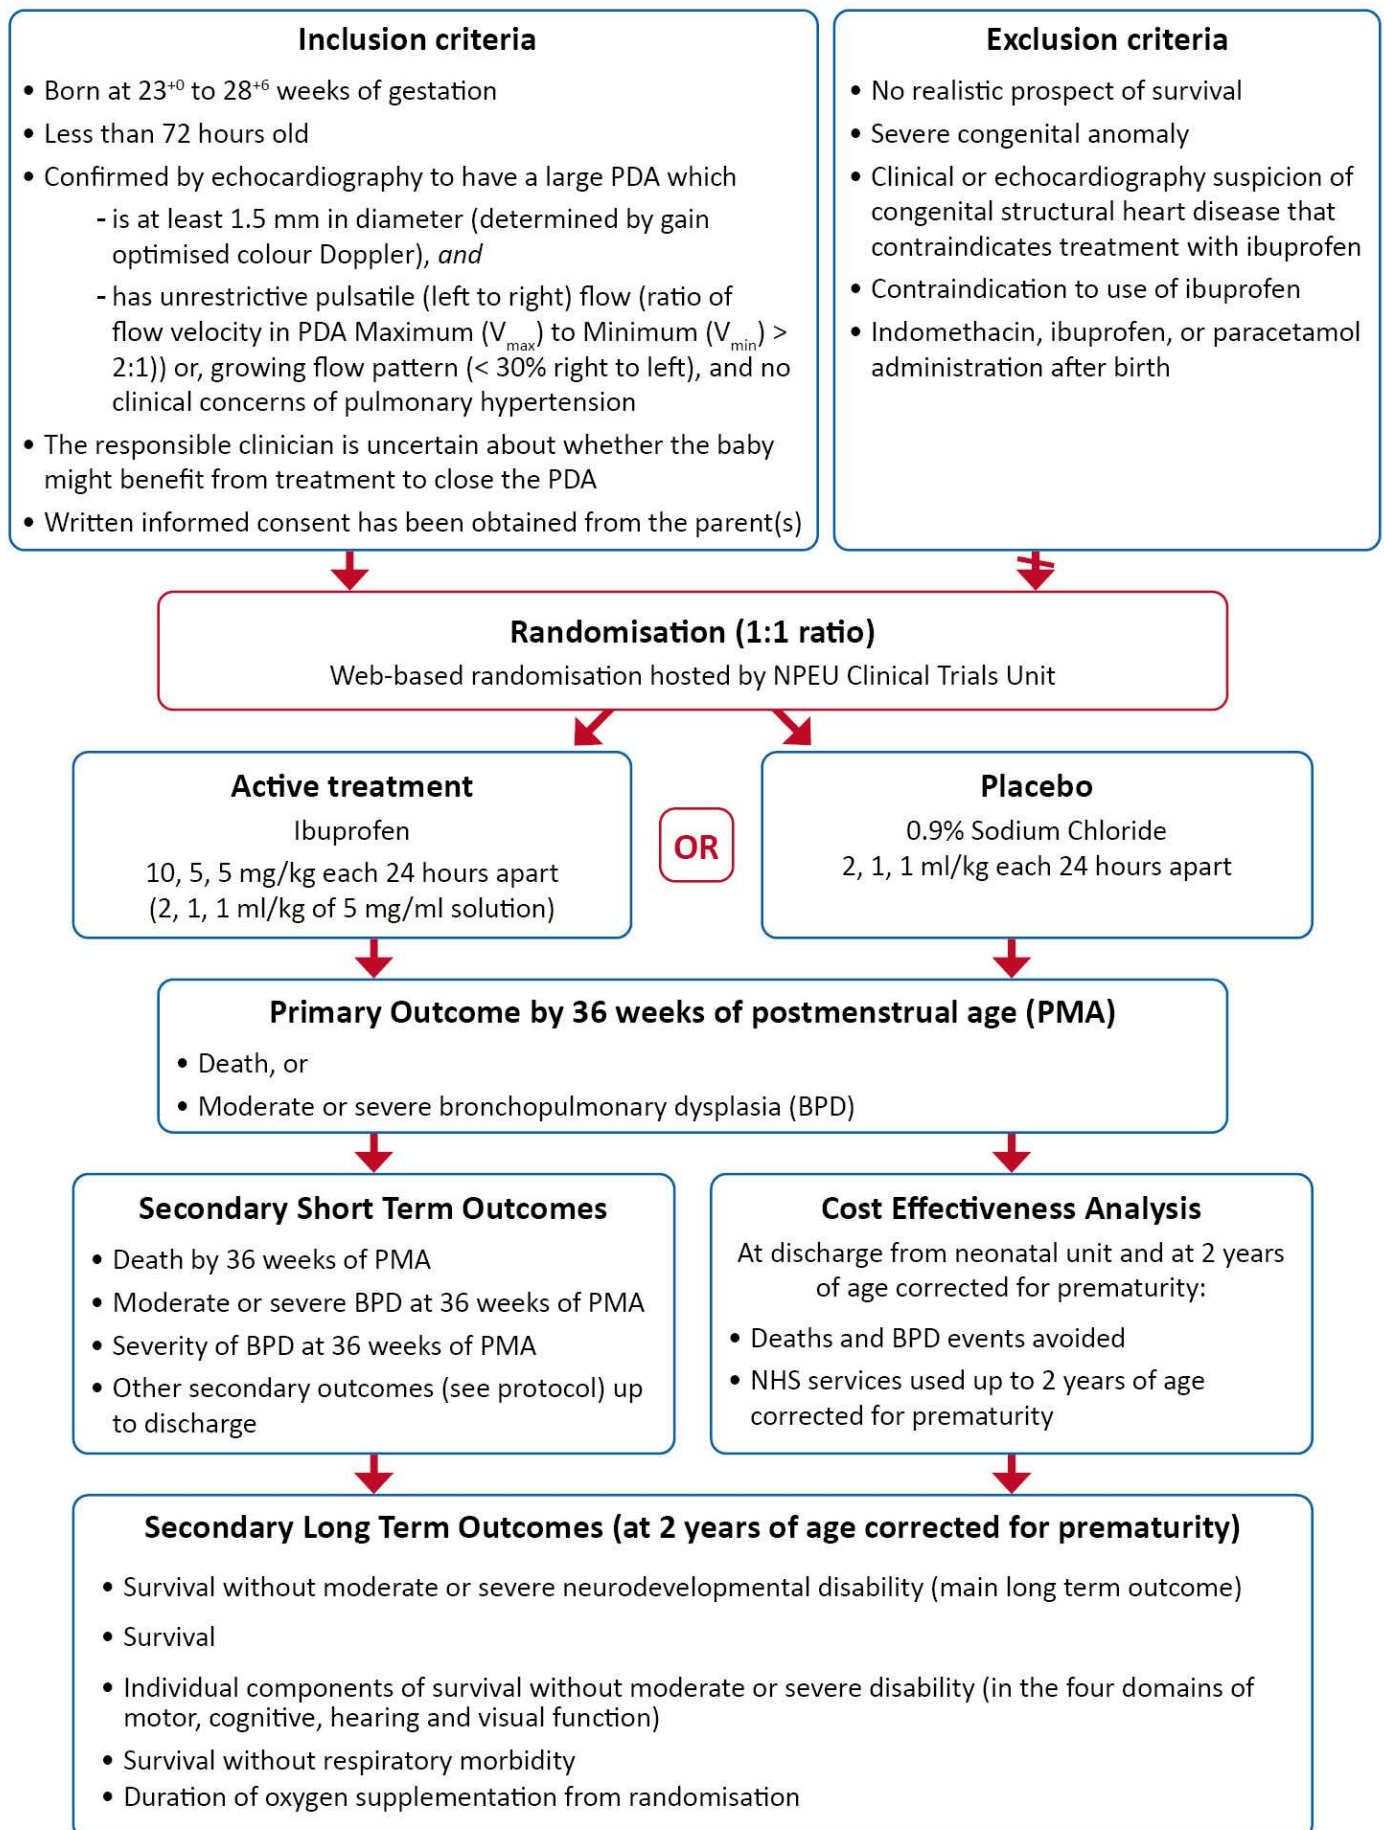 Inclusion criteria
• Born at 23⁺⁰ to 28⁺⁶ weeks of gestation
• Less than 72 hours old
• Confirmed by echocardiography to have a large PDA which
- is at least 1.5 mm in diameter (determined by gain
optimised colour Doppler), and
- has unrestrictive pulsatile (left to right) flow (ratio of
flow velocity in PDA Maximum (Vmax) to Minimum (Vmin) >
2:1)) or, growing flow pattern (< 30% right to left), and no
clinical concerns of pulmonary hypertension
• The responsible clinician is uncertain about whether the baby
might benefit from treatment to close the PDA
• Written informed consent has been obtained from the parent(s)
Exclusion criteria
• No realistic prospect of survival
• Severe congenital anomaly
• Clinical or echocardiography suspicion of
congenital structural heart disease that
contraindicates treatment with ibuprofen
• Contraindication to use of ibuprofen
• Indomethacin, ibuprofen, or paracetamol
administration after birth
Randomisation (1:1 ratio)
Web-based randomisation hosted by NPEU Clinical Trials Unit
Active treatment
Ibuprofen
10, 5, 5 mg/kg each 24 hours apart
(2, 1, 1 ml/kg of 5 mg/ml solution)
OR
Placebo
0.9% Sodium Chloride
2, 1, 1 ml/kg each 24 hours apart
Primary Outcome by 36 weeks of postmenstrual age (PMA)
• Death, or
• Moderate or severe bronchopulmonary dysplasia (BPD)
Secondary Short Term Outcomes
• Death by 36 weeks of PMA
• Moderate or severe BPD at 36 weeks of PMA
• Severity of BPD at 36 weeks of PMA
• Other secondary outcomes (see protocol) up
to discharge
Cost Effectiveness Analysis
At discharge from neonatal unit and at 2 years
of age corrected for prematurity:
• Deaths and BPD events avoided
• NHS services used up to 2 years of age
corrected for prematurity
Secondary Long Term Outcomes (at 2 years of age corrected for prematurity)
• Survival without moderate or severe neurodevelopmental disability (main long term outcome)
• Survival
• Individual components of survival without moderate or severe disability (in the four domains of
motor, cognitive, hearing and visual function)
• Survival without respiratory morbidity
• Duration of oxygen supplementation from randomisation